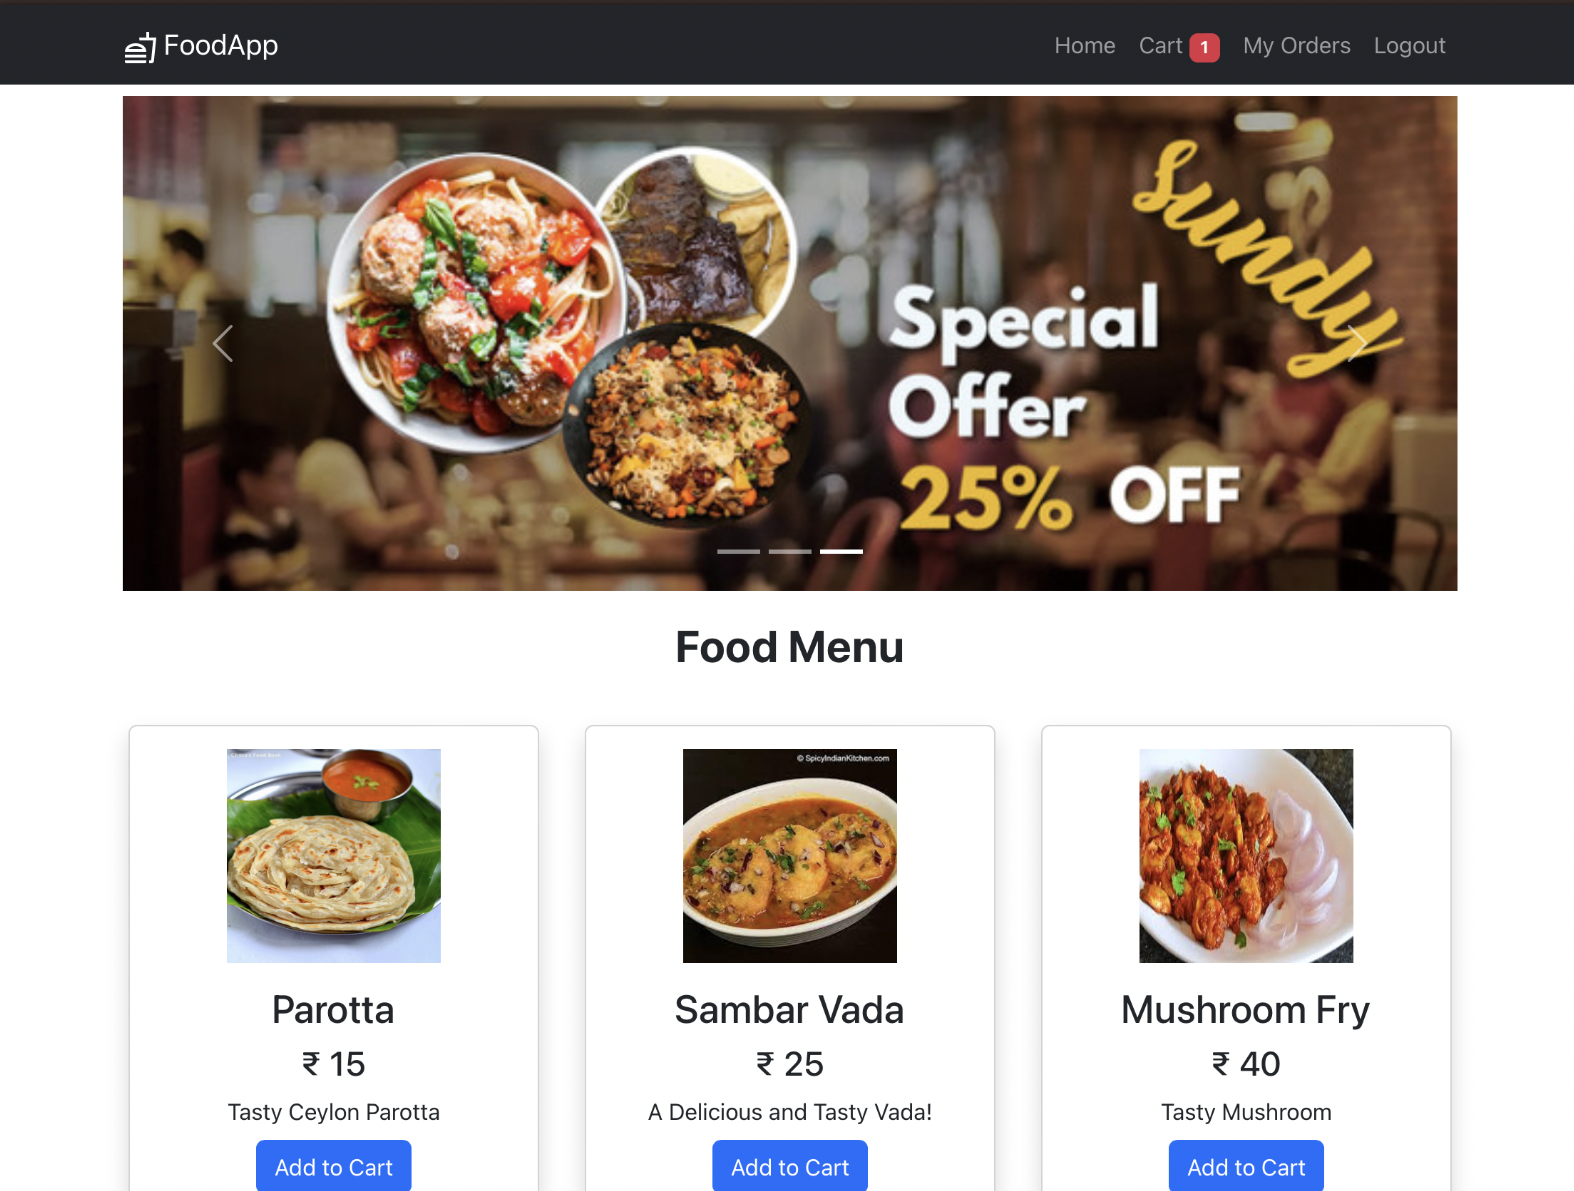 FoodApp
Home Cart 1 My Orders Logout
sundy
Special
Offer
25% OFF
Food Menu
© SpicyIndianKitchen.com
Parotta
Sambar Vada
Mushroom Fry
₹ 15
₹ 25
₹ 40
Tasty Ceylon Parotta
A Delicious and Tasty Vada!
Tasty Mushroom
Add to Cart
Add to Cart
Add to Cart